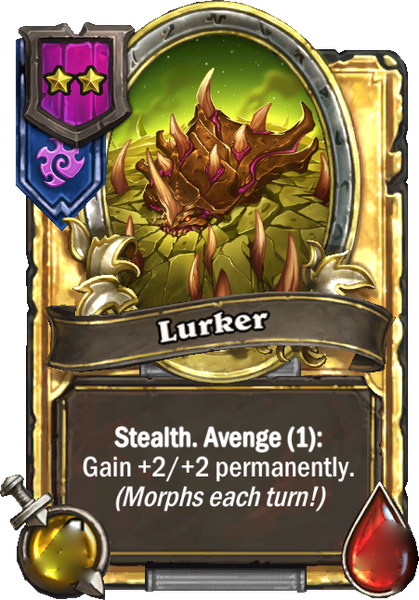 Lurker
Stealth. Avenge (1):
Gain +2/+2 permanently.
(Morphs each turn!)